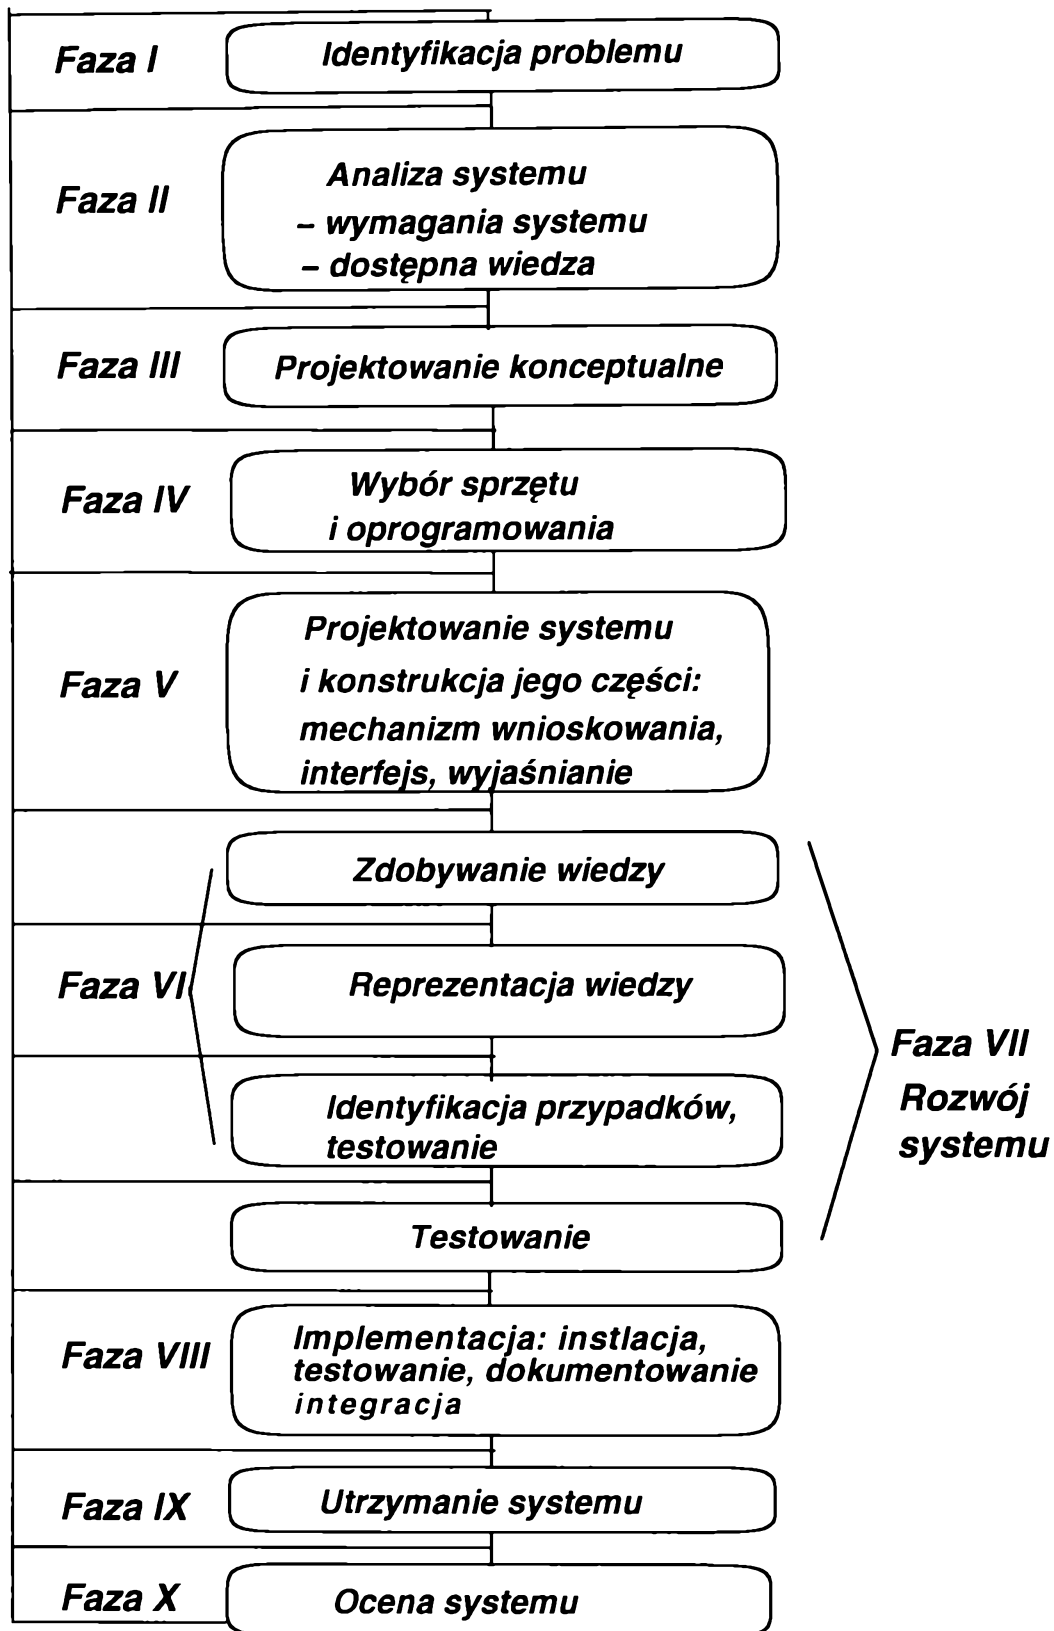 Faza I
Identyfikacja problemu
Faza II
Analiza systemu
– wymagania systemu
– dostępna wiedza
Faza III
Projektowanie konceptualne
Faza IV
Wybór sprzętu
i oprogramowania
Faza V
Projektowanie systemu
i konstrukcja jego części:
mechanizm wnioskowania,
interfejs, wyjaśnianie
Zdobywanie wiedzy
Faza VI
Reprezentacja wiedzy
Identyfikacja przypadków,
testowanie
Testowanie
Faza VII
Rozwój
systemu
Faza VIII
Implementacja: instlacja,
testowanie, dokumentowanie
integracja
Faza IX
Utrzymanie systemu
Faza X
Ocena systemu